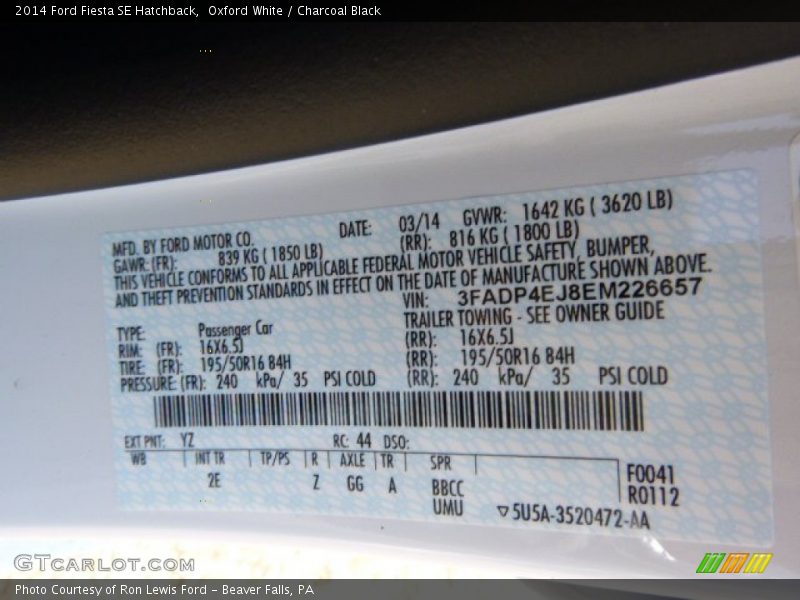 2014 Ford Fiesta SE Hatchback,  Oxford White / Charcoal Black
MFD. BY FORD MOTOR CO. DATE: 03/14 GVWR: 1642 KG ( 3620 LB)
GAWR: (FR): 839 KG ( 1850 LB) (RR): 816 KG ( 1800 LB)
THIS VEHICLE CONFORMS TO ALL APPLICABLE FEDERAL MOTOR VEHICLE SAFETY, BUMPER,
AND THEFT PREVENTION STANDARDS IN EFFECT ON THE DATE OF MANUFACTURE SHOWN ABOVE.
VIN: 3FADP4EJ8EM226657
TYPE: Passenger Car TRAILER TOWING - SEE OWNER GUIDE
RIM: (FR): 16X6.5J (RR): 16X6.5J
TIRE: (FR): 195/50R16 84H (RR): 195/50R16 84H
PRESSURE: (FR): 240 kPa/ 35 PSI COLD (RR): 240 kPa/ 35 PSI COLD
EXT PNT: YZ RC: 44 DSO:
WB INT TR TP/PS R AXLE TR SPR
2E Z GG A BBCC
UMU
F0041
R0112
▽5U5A-3520472-AA
GTCARLOT.COM
Photo Courtesy of Ron Lewis Ford - Beaver Falls, PA